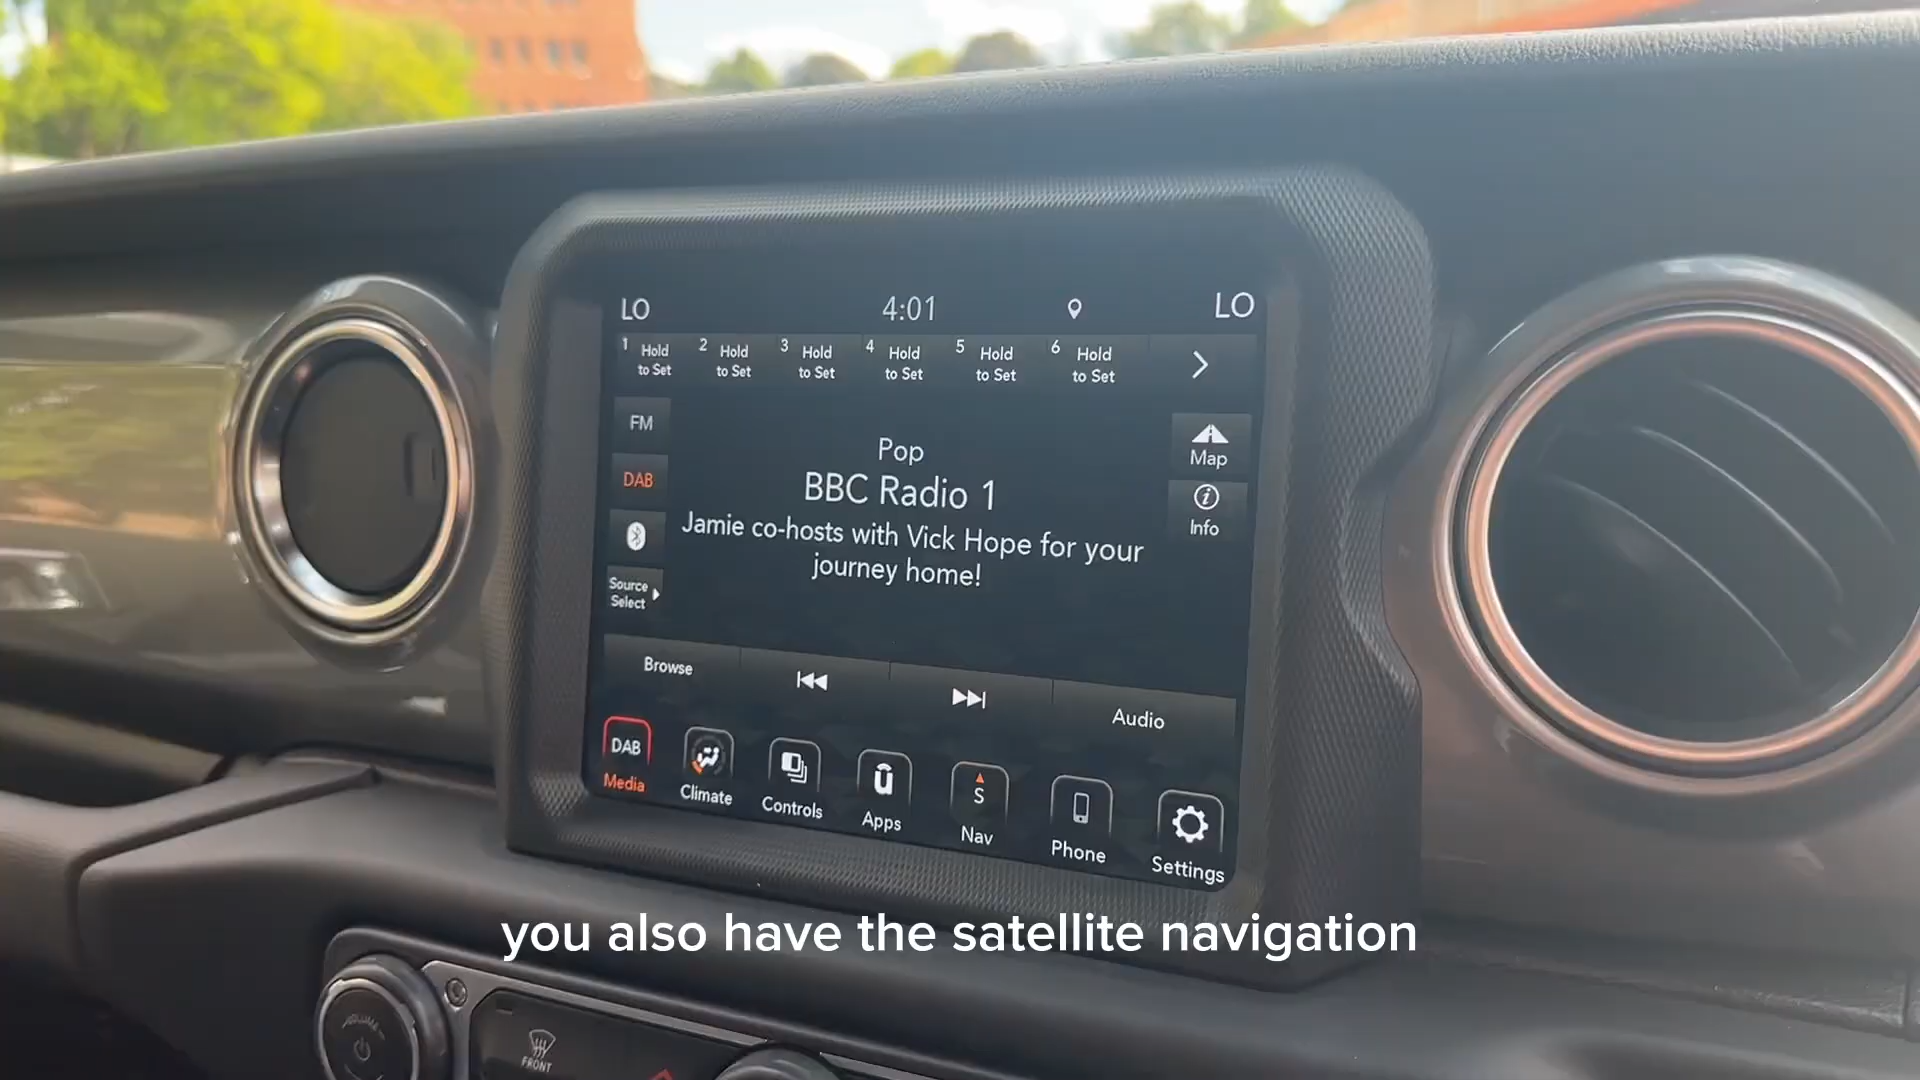 LO 4:01 LO
1 Hold to Set
2 Hold to Set
3 Hold to Set
4 Hold to Set
5 Hold to Set
6 Hold to Set
FM
DAB
Source
Select
Pop
BBC Radio 1
Jamie co-hosts with Vick Hope for your
journey home!
Map
Info
Browse
Audio
DAB
Media
Climate
Controls
Apps
S
Nav
Phone
Settings
you also have the satellite navigation
VOLUME
FRONT